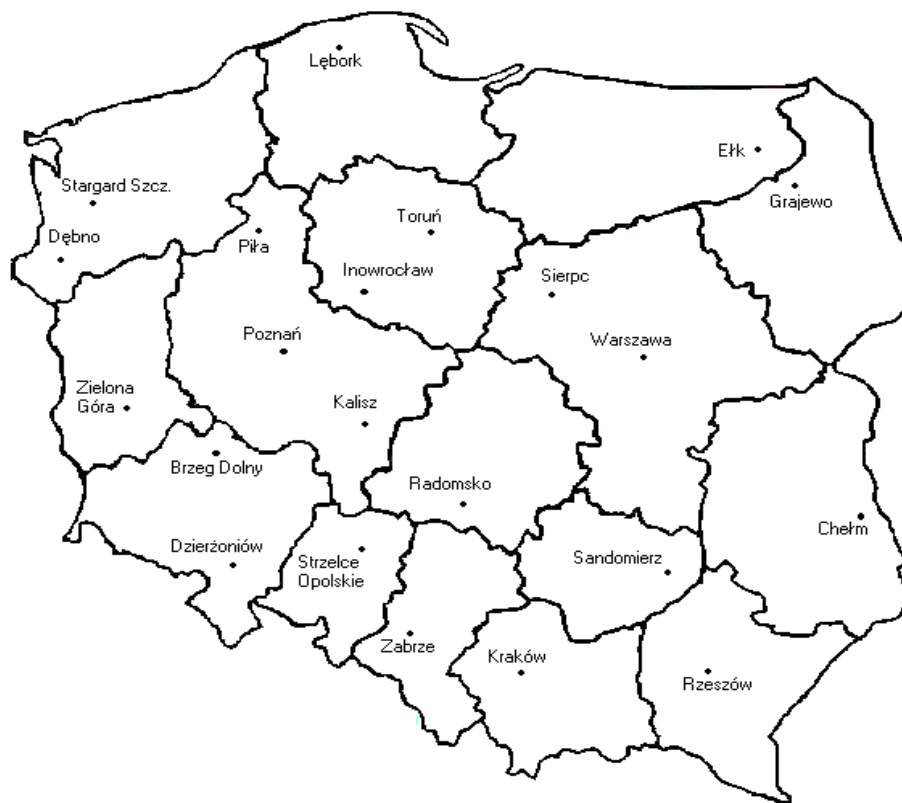 Lębork
Ełk
Stargard Szcz.
Grajewo
Toruń
Dębno
Piła
Inowrocław
Sierpc
Poznań
Warszawa
Zielona
Góra
Kalisz
Brzeg Dolny
Radomsko
Chełm
Dzierżoniów
Strzelce
Opolskie
Sandomierz
Zabrze
Kraków
Rzeszów